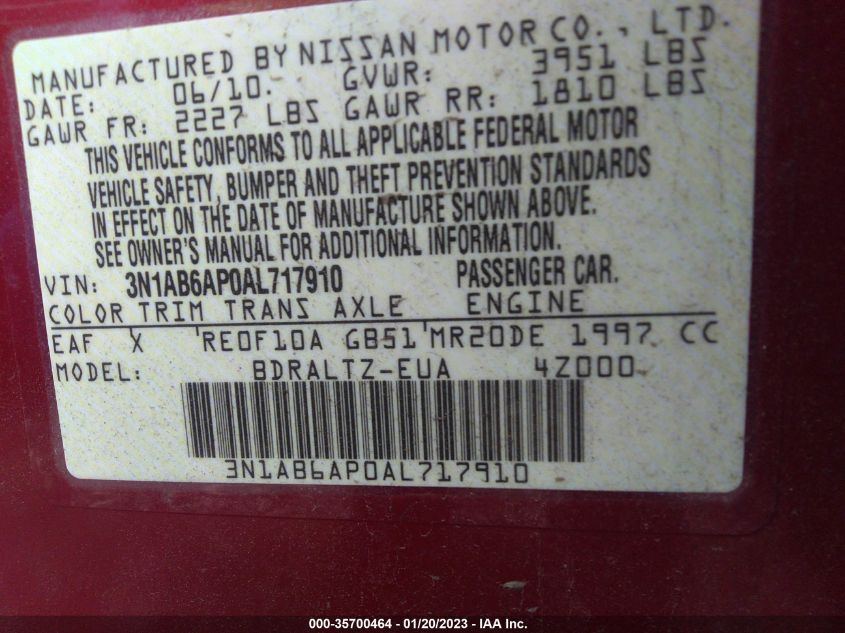 MANUFACTURED BY NISSAN MOTOR CO., LTD.
DATE: 06/10. GVWR: 3951 LBS
GAWR FR: 2227 LBS GAWR RR: 1810 LBS
THIS VEHICLE CONFORMS TO ALL APPLICABLE FEDERAL MOTOR
VEHICLE SAFETY, BUMPER AND THEFT PREVENTION STANDARDS
IN EFFECT ON THE DATE OF MANUFACTURE SHOWN ABOVE.
SEE OWNER'S MANUAL FOR ADDITIONAL INFORMATION.
VIN: 3N1AB6AP0AL717910 PASSENGER CAR.
COLOR TRIM TRANS AXLE ENGINE
EAF X RE0F10A GB51 MR20DE 1997 CC
MODEL: BDRALTZ-EUA 4Z000
3N1AB6AP0AL717910
000-35700464 - 01/20/2023 - IAA Inc.